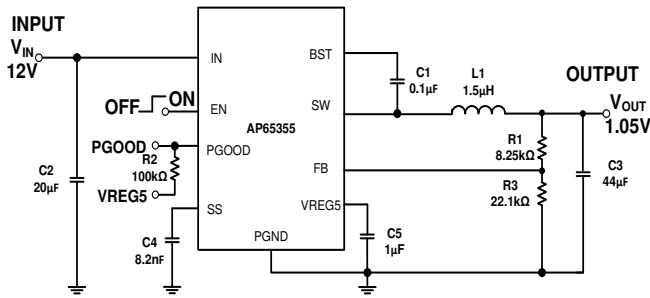 INPUT
VIN
12V
OFF ON
PGOOD
R2
100kΩ
VREG5
C2
20µF
C4
8.2nF
IN
EN
PGOOD
SS
AP65355
PGND
BST
SW
FB
VREG5
C1
0.1µF
L1
1.5µH
C5
1µF
OUTPUT
VOUT
1.05V
R1
8.25kΩ
R3
22.1kΩ
C3
44µF